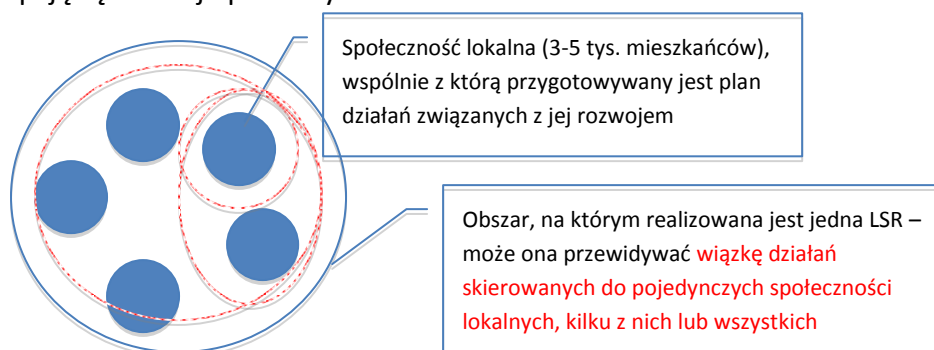 Społeczność lokalna (3-5 tys. mieszkańców),
wspólnie z którą przygotowywany jest plan
działań związanych z jej rozwojem
Obszar, na którym realizowana jest jedna LSR –
może ona przewidywać wiązkę działań
skierowanych do pojedynczych społeczności
lokalnych, kilku z nich lub wszystkich